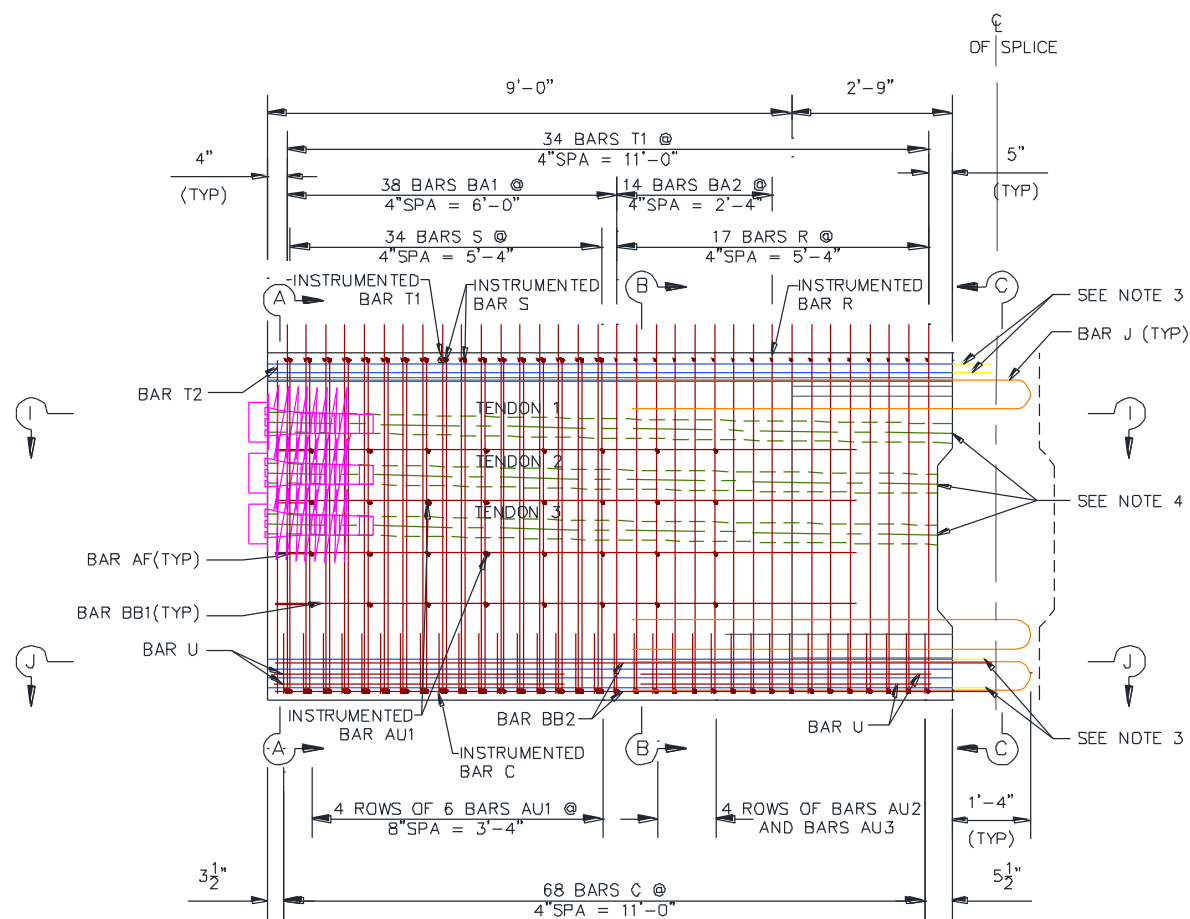 ℄
OF SPLICE
9'-0"
2'-9"
34 BARS T1 @
4"SPA = 11'-0"
4"
(TYP)
5"
(TYP)
38 BARS BA1 @
4"SPA = 6'-0"
14 BARS BA2 @
4"SPA = 2'-4"
34 BARS S @
4"SPA = 5'-4"
17 BARS R @
4"SPA = 5'-4"
INSTRUMENTED
BAR T1
INSTRUMENTED
BAR S
INSTRUMENTED
BAR R
A
B
C
SEE NOTE 3
BAR J (TYP)
BAR T2
I
I
TENDON 1
TENDON 2
TENDON 3
SEE NOTE 4
BAR AF(TYP)
BAR BB1(TYP)
BAR U
J
J
INSTRUMENTED
BAR AU1
BAR BB2
BAR U
SEE NOTE 3
A
INSTRUMENTED
BAR C
B
C
4 ROWS OF 6 BARS AU1 @
8"SPA = 3'-4"
4 ROWS OF BARS AU2
AND BARS AU3
1'-4"
(TYP)
3½"
68 BARS C @
4"SPA = 11'-0"
5½"